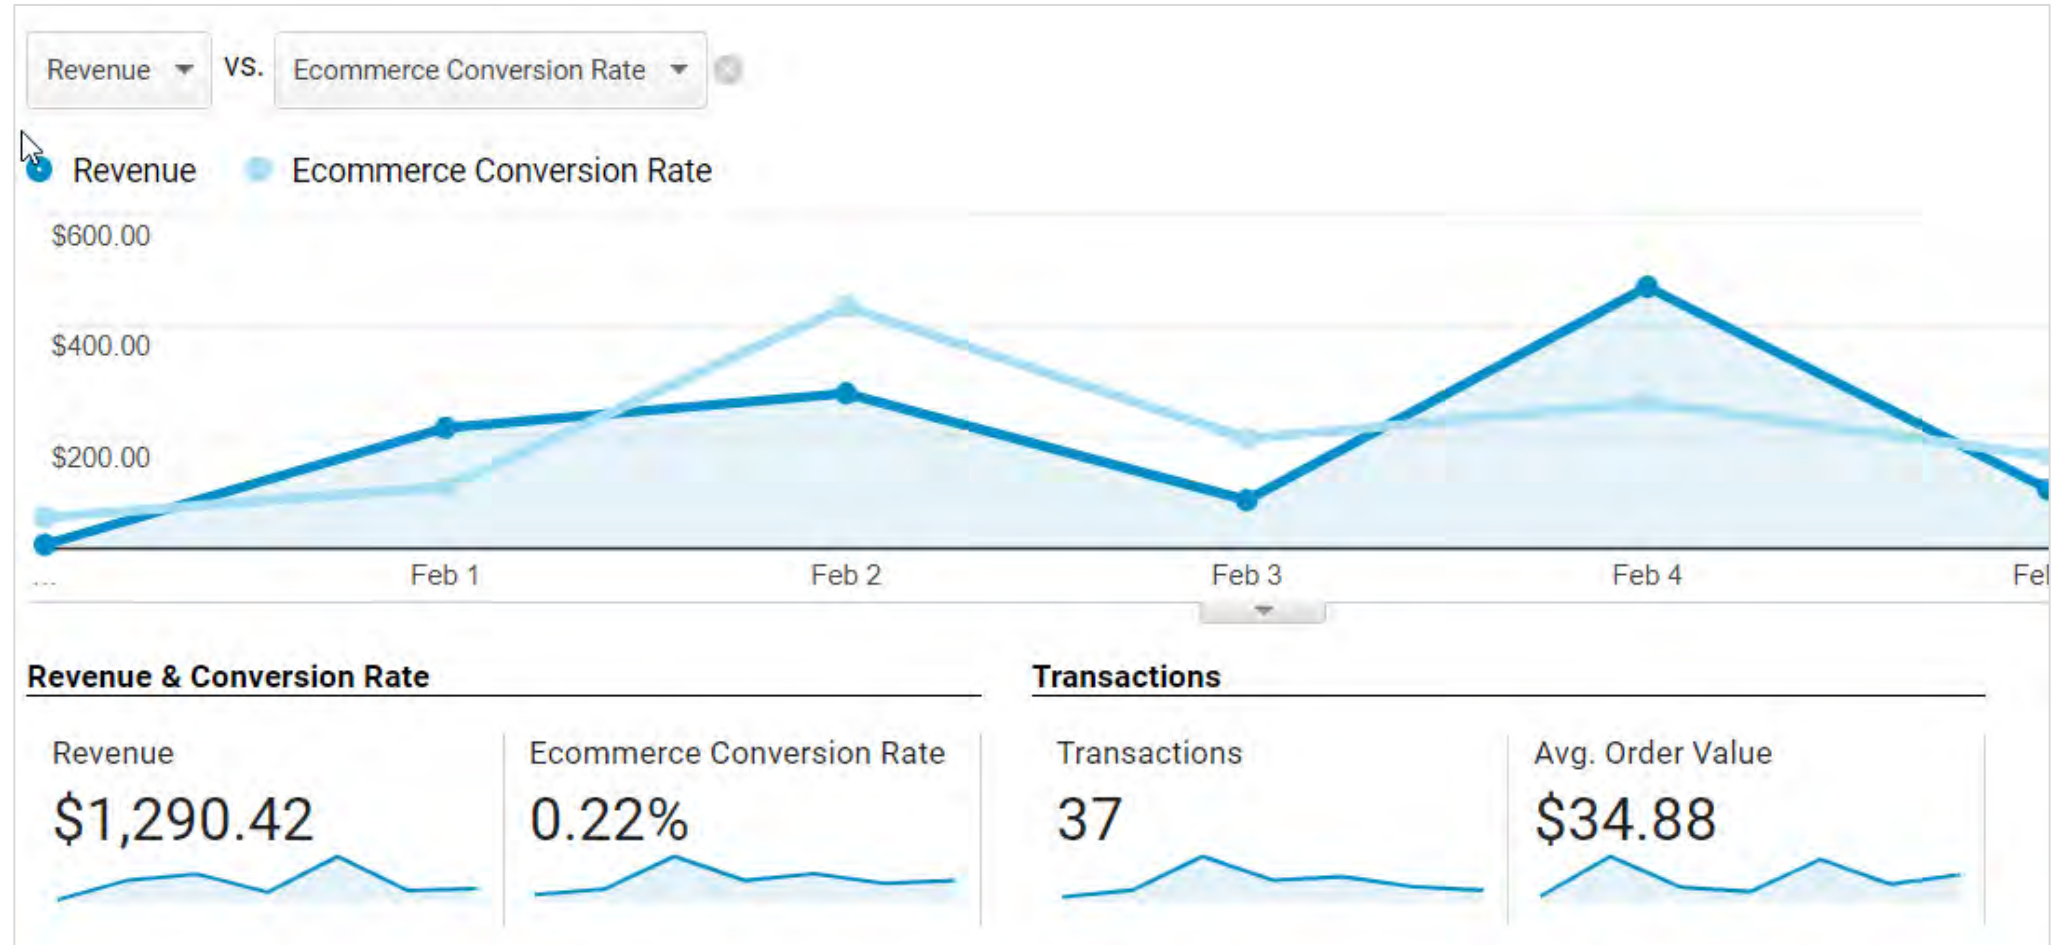 Revenue vs. Ecommerce Conversion Rate
Revenue Ecommerce Conversion Rate
$600.00
$400.00
$200.00
... Feb 1 Feb 2 Feb 3 Feb 4
Revenue & Conversion Rate Transactions
Revenue Ecommerce Conversion Rate Transactions Avg. Order Value
$1,290.42 0.22% 37 $34.88